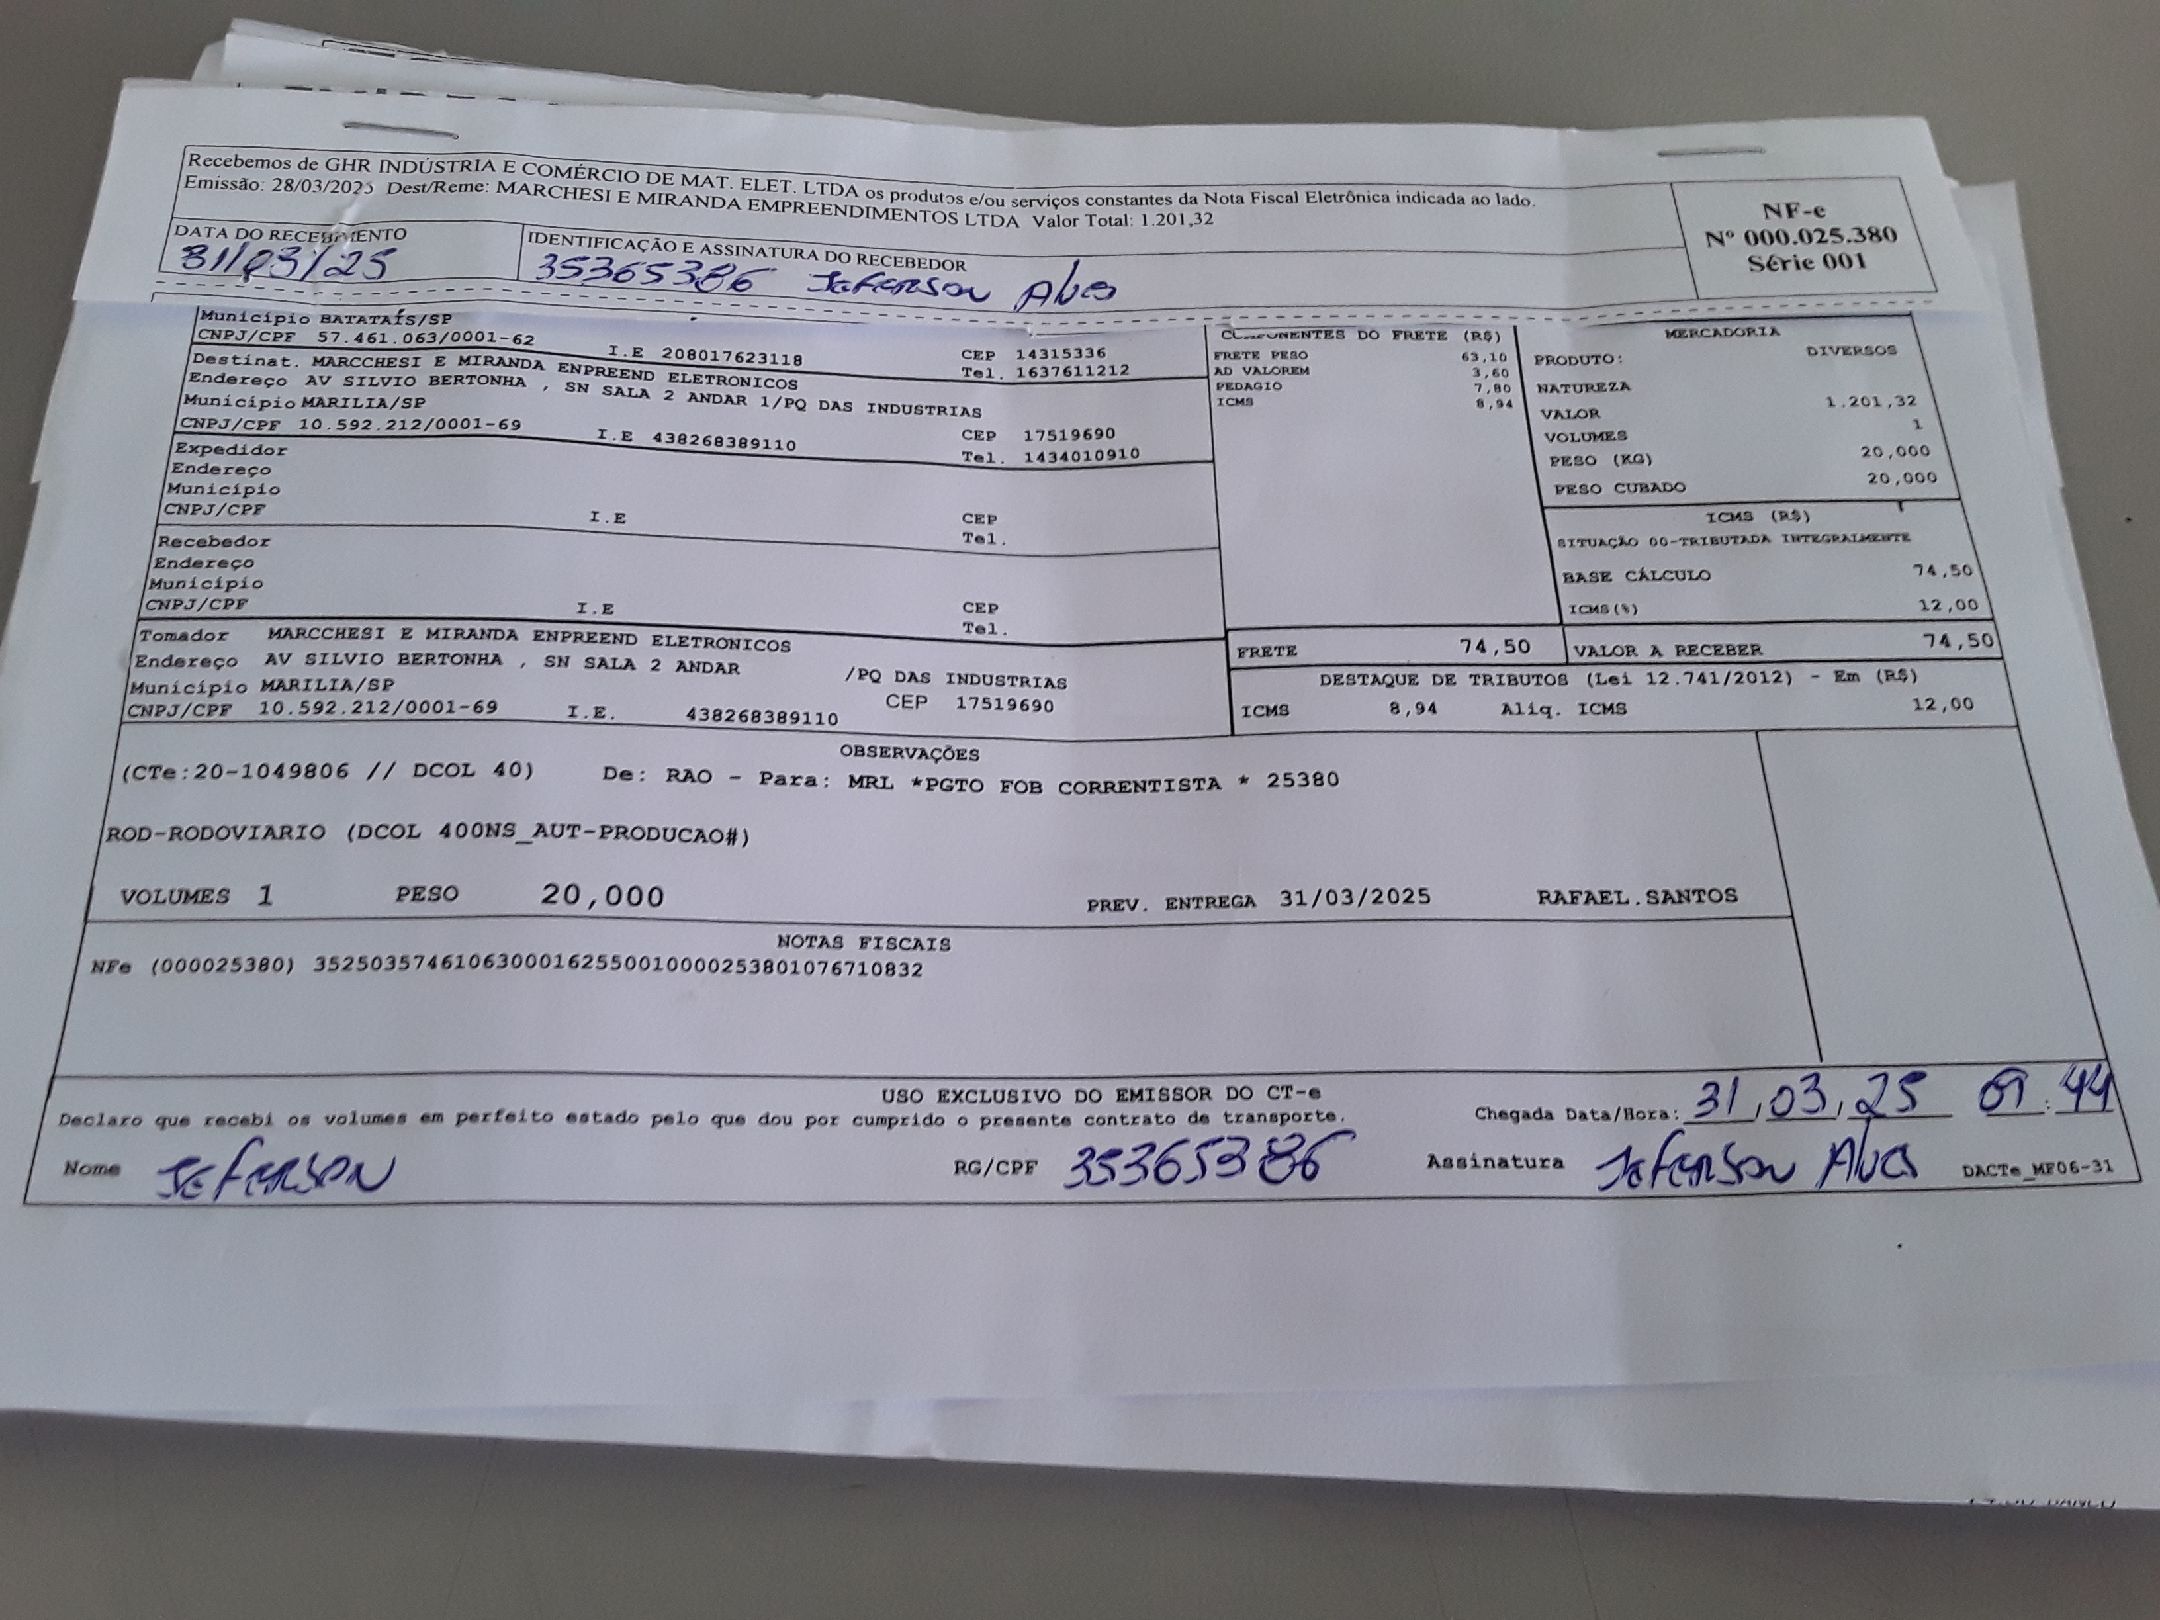 Recebemos de GHR INDÚSTRIA E COMÉRCIO DE MAT. ELET. LTDA os produtos e/ou serviços constantes da Nota Fiscal Eletrônica indicada ao lado.
Emissão: 28/03/2025 Dest/Reme: MARCHESI E MIRANDA EMPREENDIMENTOS LTDA Valor Total: 1.201,32
NF-e
Nº 000.025.380
Série 001
DATA DO RECEBIMENTO
31/03/25
IDENTIFICAÇÃO E ASSINATURA DO RECEBEDOR
35365386 Jeferson Alves
Município BATATAÍS/SP
CNPJ/CPF 57.461.063/0001-62 I.E 208017623118 CEP 14315336
Tel. 1637611212
Destinat. MARCCHESI E MIRANDA ENPREEND ELETRONICOS
Endereço AV SILVIO BERTONHA , SN SALA 2 ANDAR 1/PQ DAS INDUSTRIAS
Município MARILIA/SP
CNPJ/CPF 10.592.212/0001-69 I.E 438268389110 CEP 17519690
Tel. 1434010910
Expedidor
Endereço
Município
CNPJ/CPF I.E CEP
Tel.
Recebedor
Endereço
Município
CNPJ/CPF I.E CEP
Tel.
Tomador MARCCHESI E MIRANDA ENPREEND ELETRONICOS
Endereço AV SILVIO BERTONHA , SN SALA 2 ANDAR /PQ DAS INDUSTRIAS
Município MARILIA/SP CEP 17519690
CNPJ/CPF 10.592.212/0001-69 I.E. 438268389110
COMPONENTES DO FRETE (R$)
FRETE PESO 63,10
AD VALOREM 3,60
PEDAGIO 7,80
ICMS 8,94
MERCADORIA
PRODUTO: DIVERSOS
NATUREZA
VALOR 1.201,32
VOLUMES 1
PESO (KG) 20,000
PESO CUBADO 20,000
ICMS (R$)
SITUAÇÃO 00-TRIBUTADA INTEGRALMENTE
BASE CÁLCULO 74,50
ICMS(%) 12,00
FRETE 74,50 VALOR A RECEBER 74,50
DESTAQUE DE TRIBUTOS (Lei 12.741/2012) - Em (R$)
ICMS 8,94 Aliq. ICMS 12,00
OBSERVAÇÕES
(CTe:20-1049806 // DCOL 40) De: RAO - Para: MRL *PGTO FOB CORRENTISTA * 25380
ROD-RODOVIARIO (DCOL 400NS_AUT-PRODUCAO#)
VOLUMES 1 PESO 20,000 PREV. ENTREGA 31/03/2025 RAFAEL.SANTOS
NOTAS FISCAIS
NFe (000025380) 35250357461063000162550010000253801076710832
USO EXCLUSIVO DO EMISSOR DO CT-e
Declaro que recebi os volumes em perfeito estado pelo que dou por cumprido o presente contrato de transporte.
Chegada Data/Hora: 31,03,25 09:44
Nome Jeferson RG/CPF 35365386 Assinatura Jeferson Alves DACTe_MF06-31